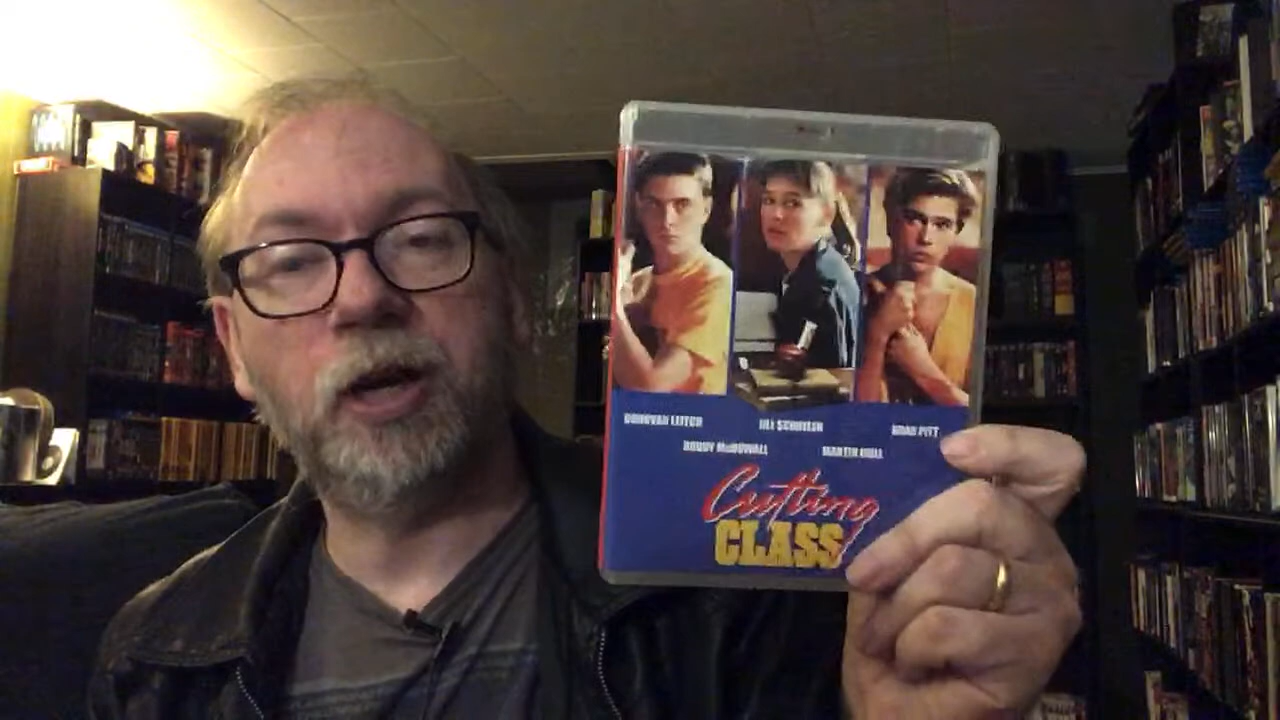 DONOVAN LEITCH JILL SCHOELEN BRAD PITT
RODDY McDOWALL MARTIN MULL
Cutting
CLASS